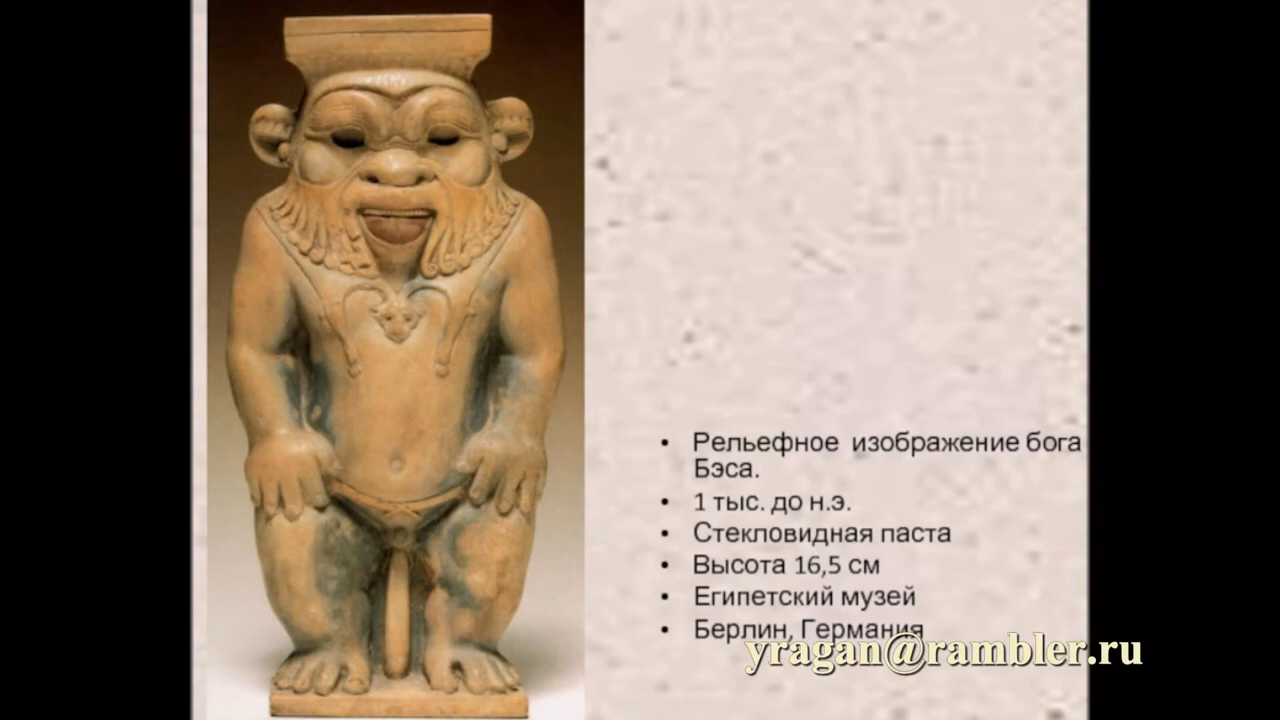 • Рельефное изображение бога
Бэса.
• 1 тыс. до н.э.
• Стекловидная паста
• Высота 16,5 см
• Египетский музей
• Берлин, Германия
yragan@rambler.ru